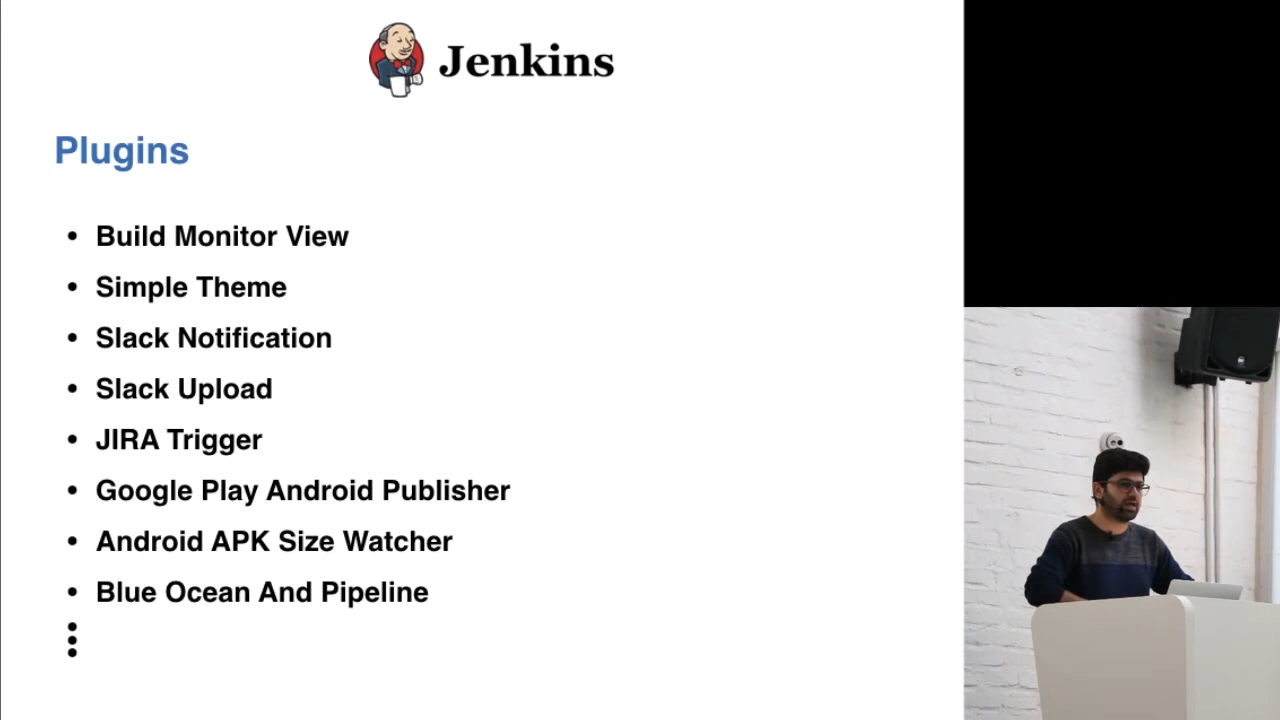 Jenkins
Plugins
• Build Monitor View
• Simple Theme
• Slack Notification
• Slack Upload
• JIRA Trigger
• Google Play Android Publisher
• Android APK Size Watcher
• Blue Ocean And Pipeline